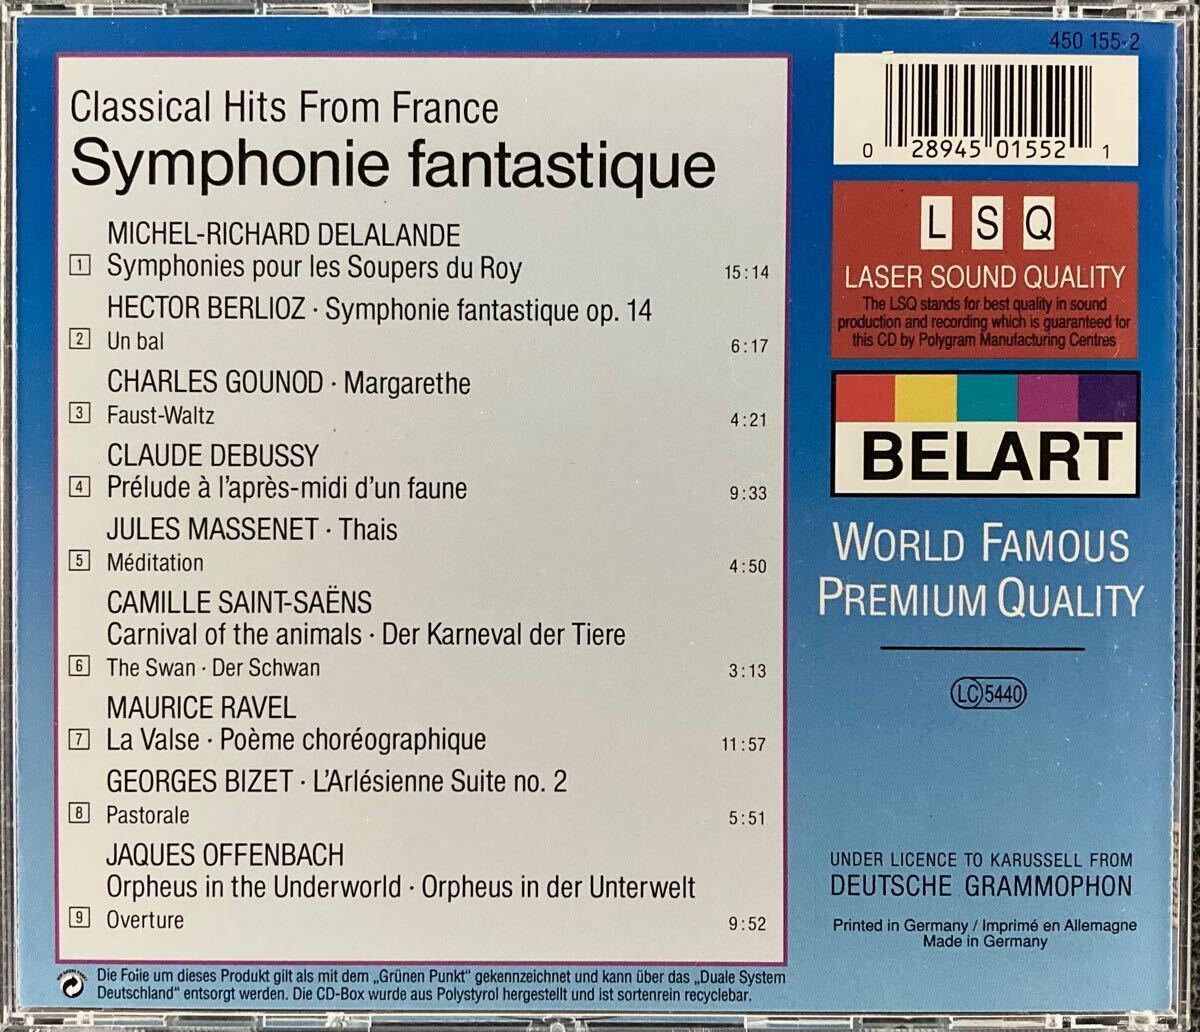 450 155-2
Classical Hits From France
Symphonie fantastique
MICHEL-RICHARD DELALANDE
1 Symphonies pour les Soupers du Roy 15:14
HECTOR BERLIOZ · Symphonie fantastique op. 14
2 Un bal 6:17
CHARLES GOUNOD · Margarethe
3 Faust-Waltz 4:21
CLAUDE DEBUSSY
4 Prélude à l'après-midi d'un faune 9:33
JULES MASSENET · Thais
5 Méditation 4:50
CAMILLE SAINT-SAËNS
Carnival of the animals · Der Karneval der Tiere
6 The Swan · Der Schwan 3:13
MAURICE RAVEL
7 La Valse · Poème choréographique 11:57
GEORGES BIZET · L'Arlésienne Suite no. 2
8 Pastorale 5:51
JAQUES OFFENBACH
Orpheus in the Underworld · Orpheus in der Unterwelt
9 Overture 9:52
Die Folie um dieses Produkt gilt als mit dem „Grünen Punkt" gekennzeichnet und kann über das „Duale System
Deutschland" entsorgt werden. Die CD-Box wurde aus Polystyrol hergestellt und ist sortenrein recyclebar.
0 28945 01552 1
L S Q
LASER SOUND QUALITY
The LSQ stands for best quality in sound
production and recording which is guaranteed for
this CD by Polygram Manufacturing Centres
BELART
WORLD FAMOUS
PREMIUM QUALITY
LC 5440
UNDER LICENCE TO KARUSSELL FROM
DEUTSCHE GRAMMOPHON
Printed in Germany / Imprimé en Allemagne
Made in Germany